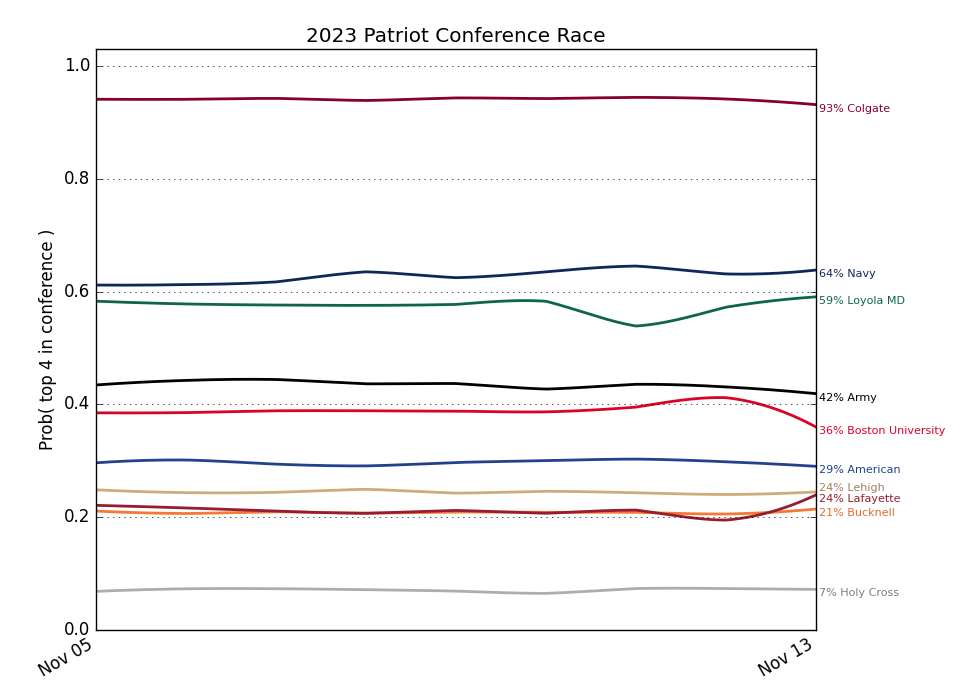 2023 Patriot Conference Race
Prob( top 4 in conference )
1.0
0.8
0.6
0.4
0.2
0.0
Nov 05
Nov 13
93% Colgate
64% Navy
59% Loyola MD
42% Army
36% Boston University
29% American
24% Lehigh
24% Lafayette
21% Bucknell
7% Holy Cross